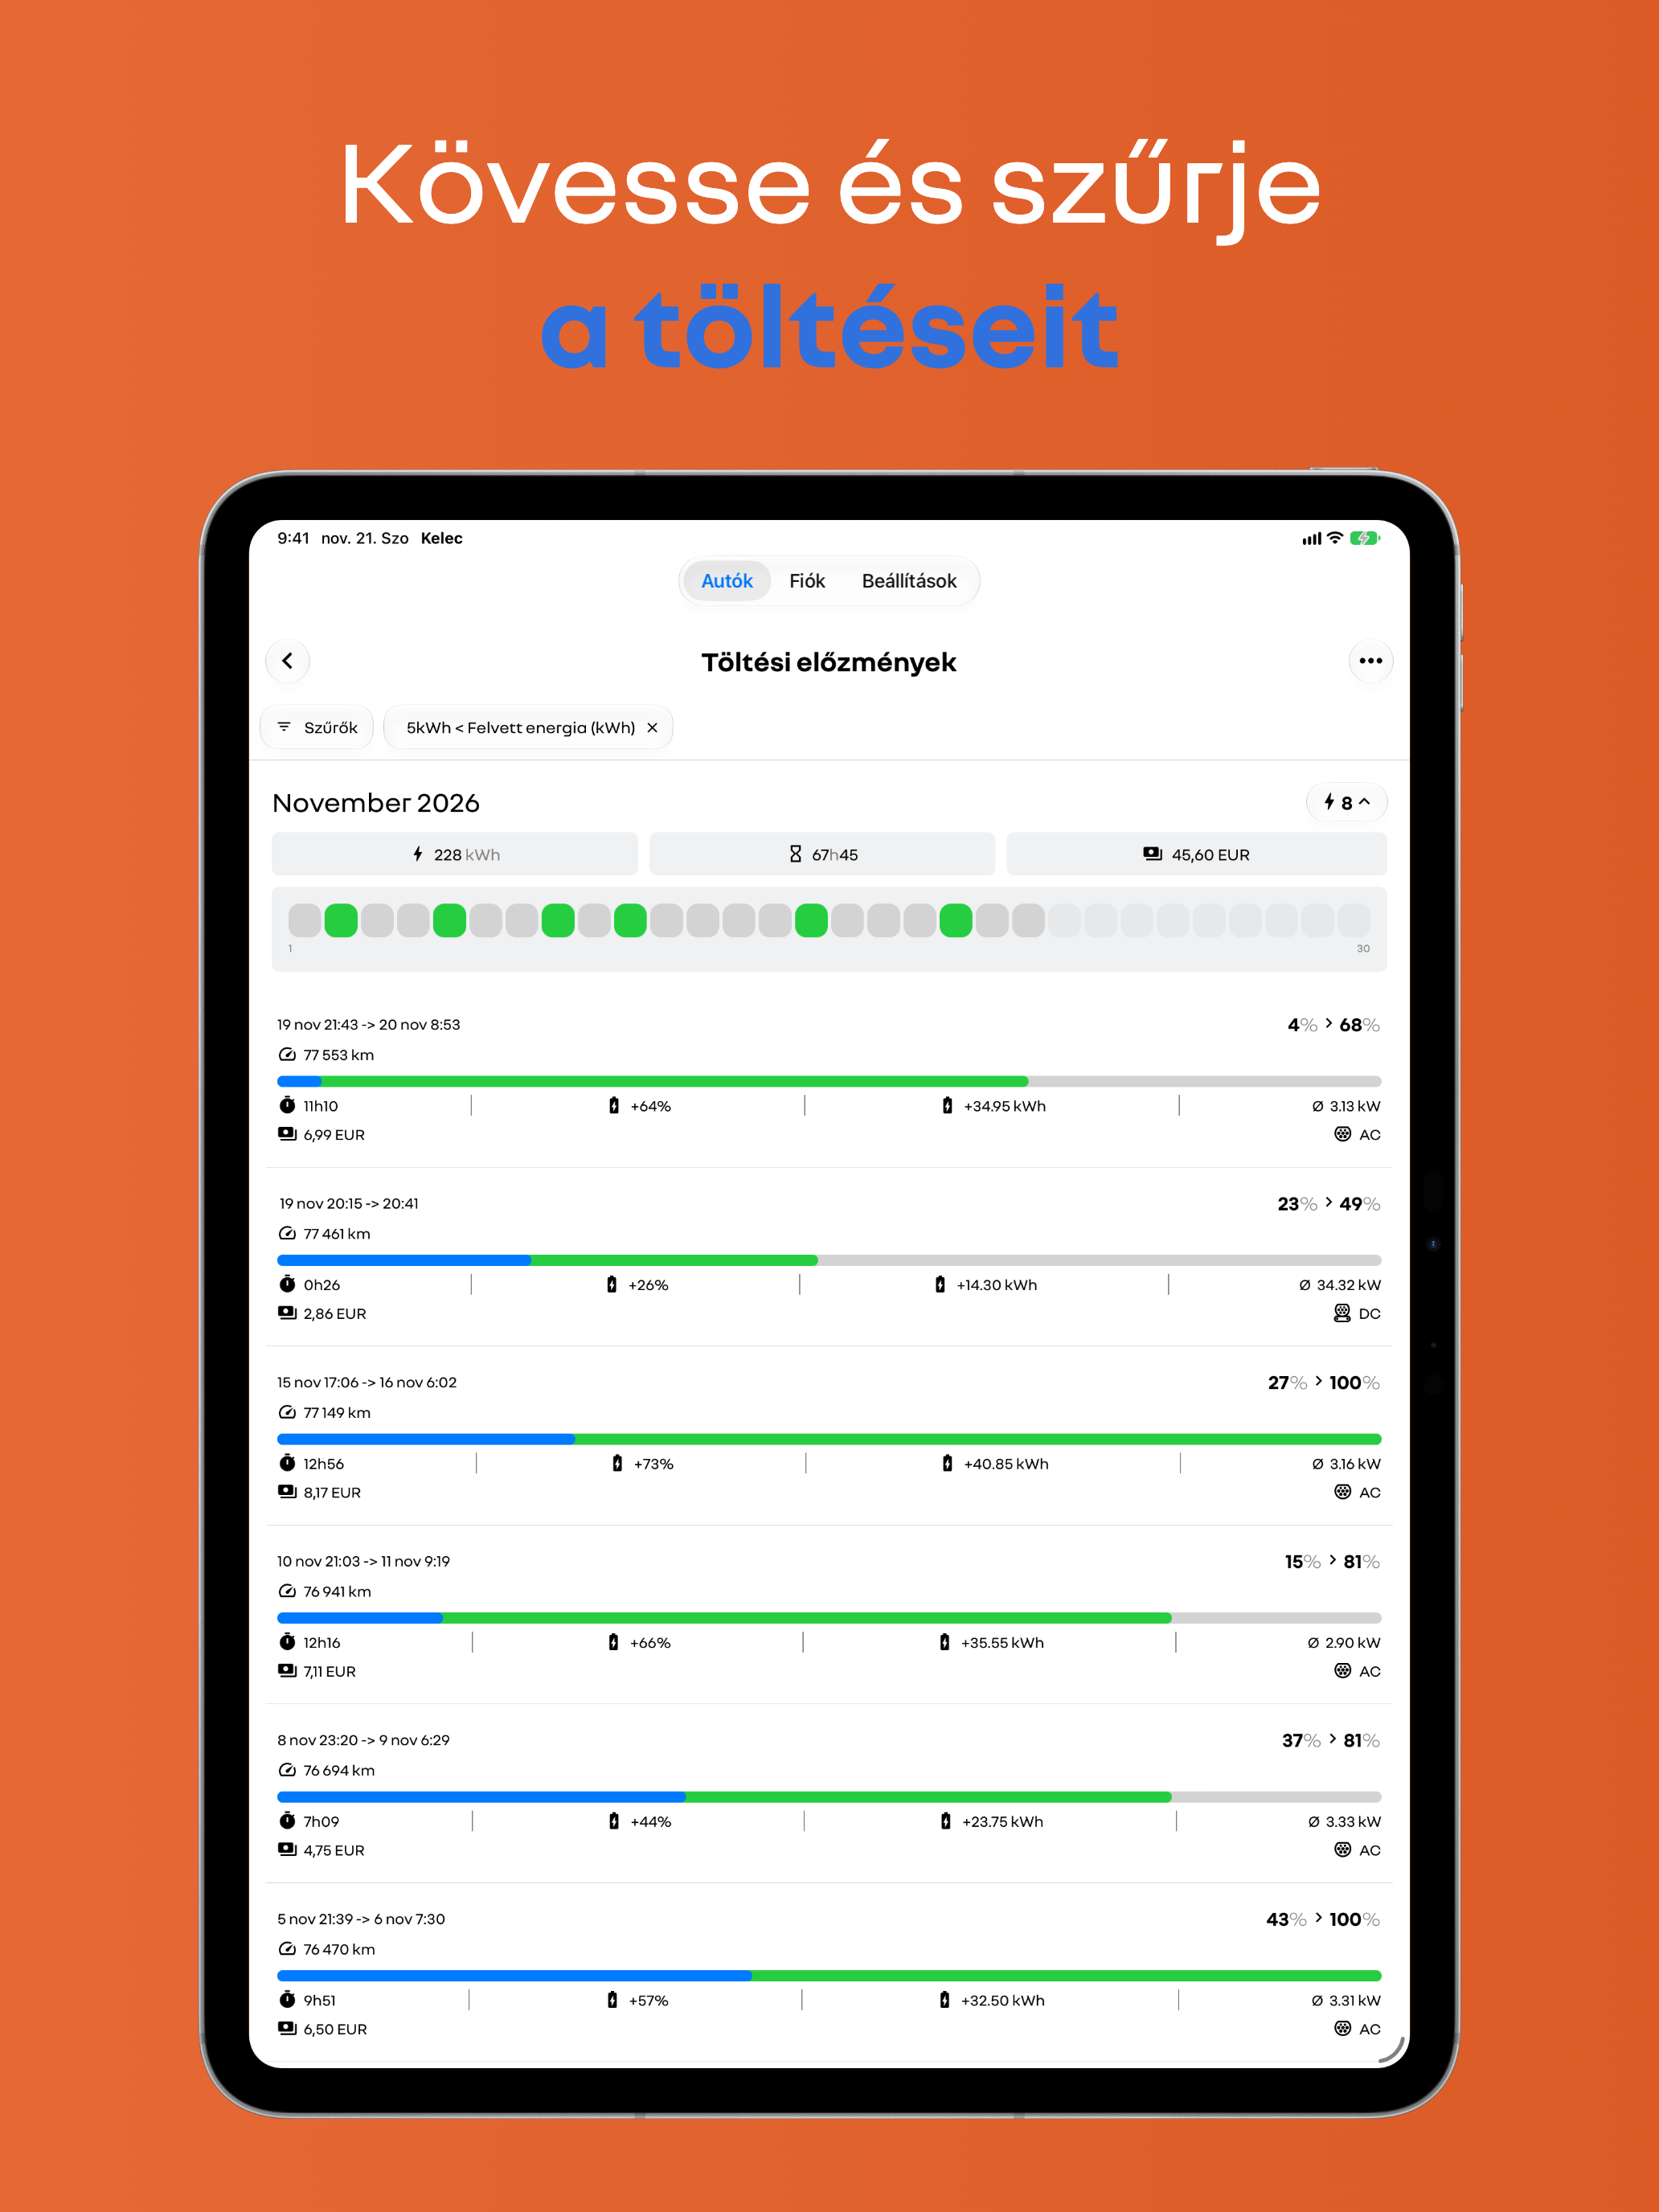 Kövesse és szűrje
a töltéseit
9:41 nov. 21. Szo Kelec
Autók Fiók Beállítások
Töltési előzmények
Szűrők 5kWh < Felvett energia (kWh)
November 2026 8
228 kWh 67h45 45,60 EUR
1 30
19 nov 21:43 -> 20 nov 8:53 4% > 68%
77 553 km
11h10 +64% +34.95 kWh Ø 3.13 kW
6,99 EUR AC
19 nov 20:15 -> 20:41 23% > 49%
77 461 km
0h26 +26% +14.30 kWh Ø 34.32 kW
2,86 EUR DC
15 nov 17:06 -> 16 nov 6:02 27% > 100%
77 149 km
12h56 +73% +40.85 kWh Ø 3.16 kW
8,17 EUR AC
10 nov 21:03 -> 11 nov 9:19 15% > 81%
76 941 km
12h16 +66% +35.55 kWh Ø 2.90 kW
7,11 EUR AC
8 nov 23:20 -> 9 nov 6:29 37% > 81%
76 694 km
7h09 +44% +23.75 kWh Ø 3.33 kW
4,75 EUR AC
5 nov 21:39 -> 6 nov 7:30 43% > 100%
76 470 km
9h51 +57% +32.50 kWh Ø 3.31 kW
6,50 EUR AC